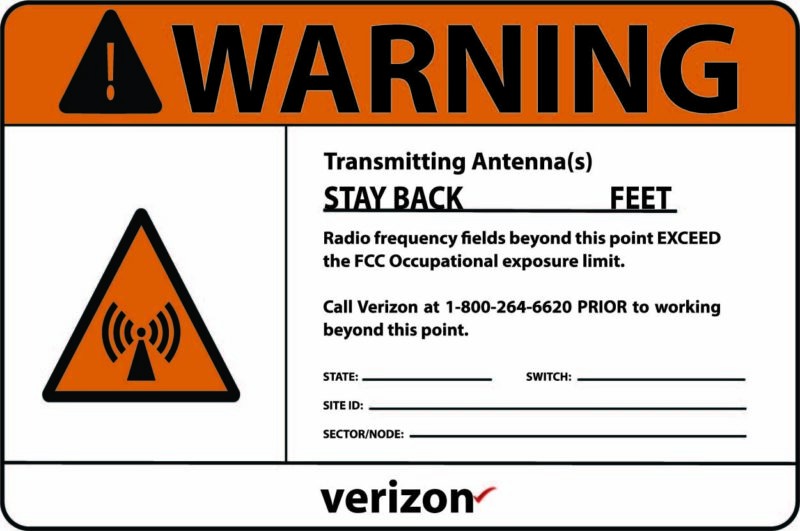 WARNING
Transmitting Antenna(s)
STAY BACK FEET
Radio frequency fields beyond this point EXCEED
the FCC Occupational exposure limit.
Call Verizon at 1-800-264-6620 PRIOR to working
beyond this point.
STATE: SWITCH:
SITE ID:
SECTOR/NODE:
verizon